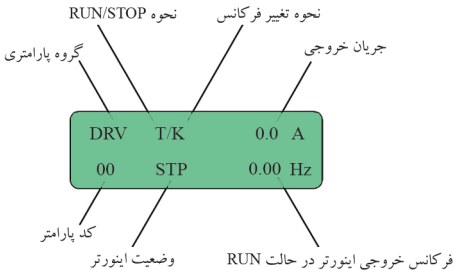 نحوه تغییر فرکانس
نحوه RUN/STOP
جریان خروجی
گروه پارامتری
DRV T/K 0.0 A
00 STP 0.00 Hz
کد پارامتر
وضعیت اینورتر
فرکانس خروجی اینورتر در حالت RUN